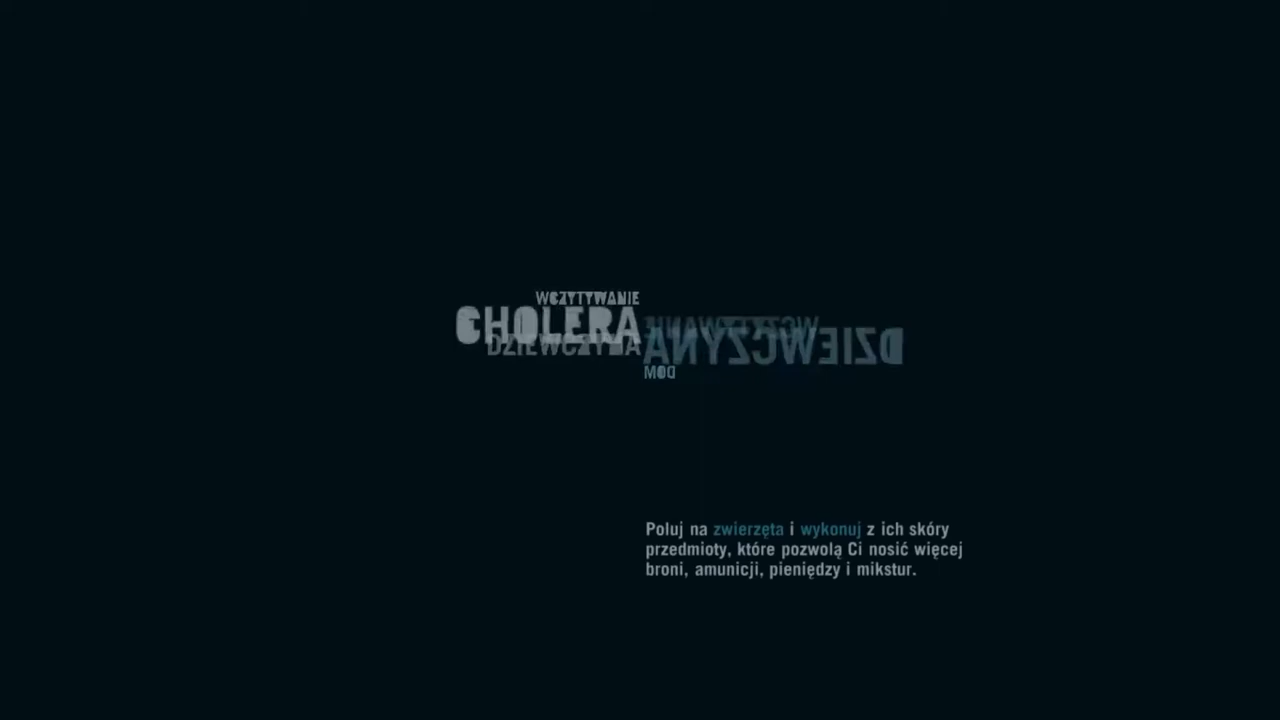 WCZYTYWANIE
CHOLERA
DZIEWCZYNA
WCZYTYWANIE
DZIEWCZYNA
DOM
Poluj na zwierzęta i wykonuj z ich skóry
przedmioty, które pozwolą Ci nosić więcej
broni, amunicji, pieniędzy i mikstur.